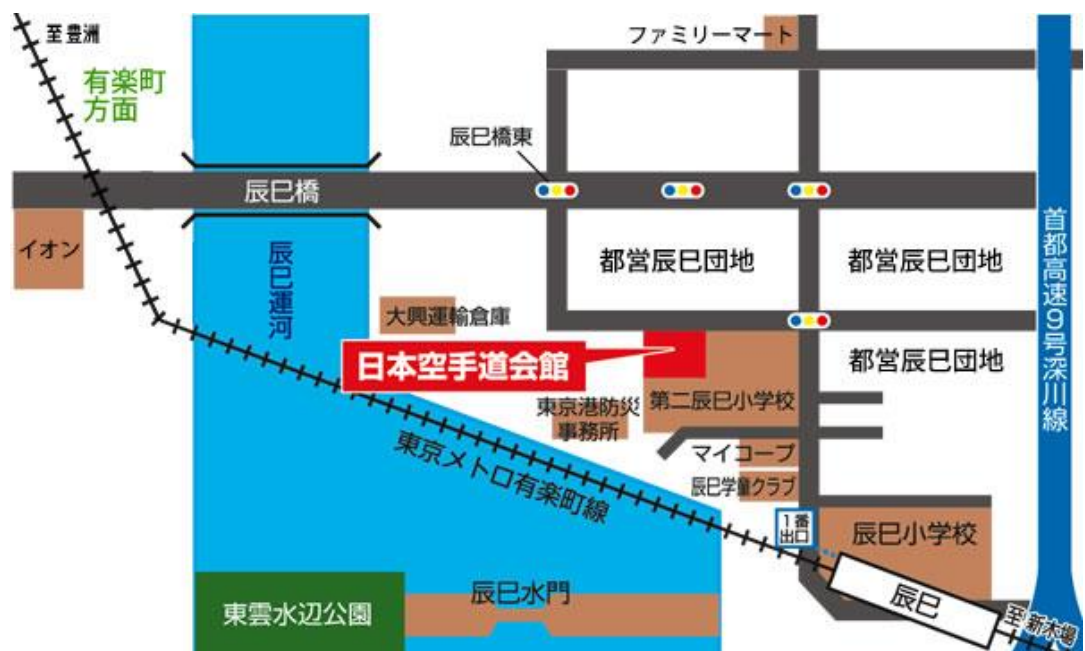 至豊洲
有楽町
方面
ファミリーマート
辰巳橋東
辰巳橋
イオン
辰巳運河
都営辰巳団地
都営辰巳団地
首都高速9号深川線
大興運輸倉庫
日本空手道会館
都営辰巳団地
東京港防災
事務所
第二辰巳小学校
東京メトロ有楽町線
マイコープ
辰巳学童クラブ
1番
出口
辰巳小学校
辰巳水門
東雲水辺公園
辰巳
至新木場